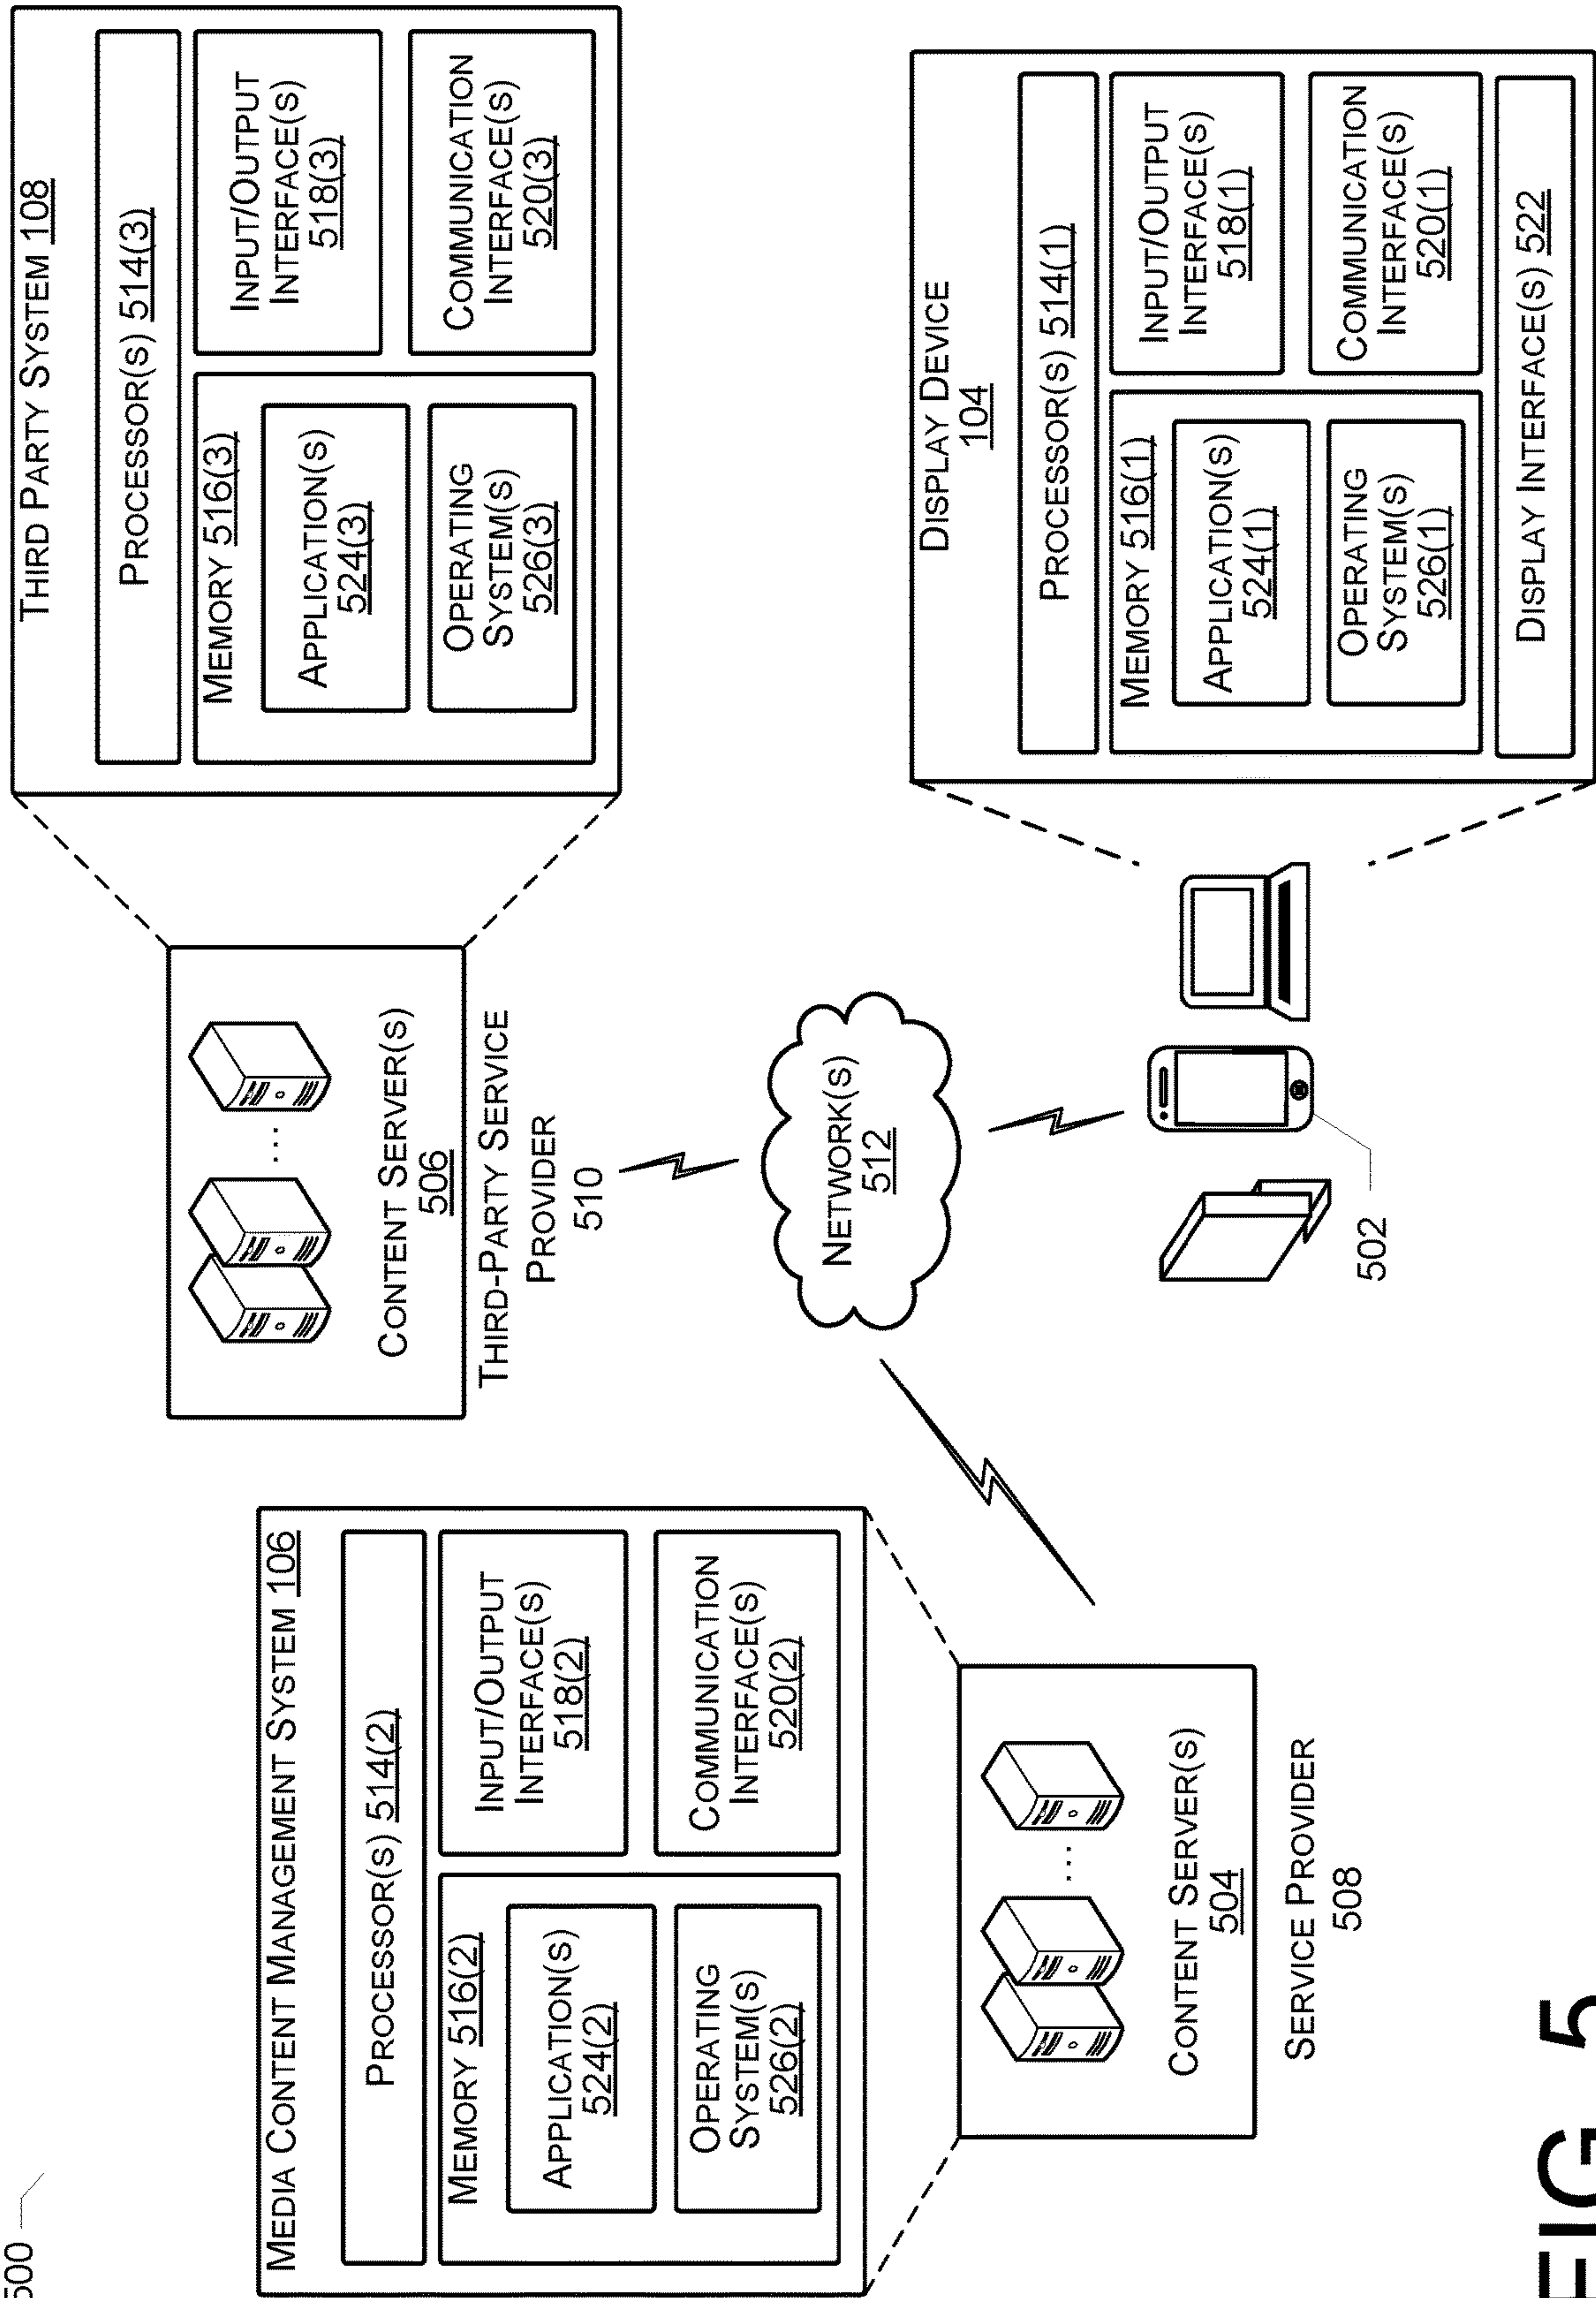 500
MEDIA CONTENT MANAGEMENT SYSTEM 106
PROCESSOR(S) 514(2)
MEMORY 516(2)
APPLICATION(S)
524(2)
OPERATING
SYSTEM(S)
526(2)
INPUT/OUTPUT
INTERFACE(S)
518(2)
COMMUNICATION
INTERFACE(S)
520(2)
CONTENT SERVER(S)
504
SERVICE PROVIDER
508
...
CONTENT SERVER(S)
506
THIRD-PARTY SERVICE
PROVIDER
510
...
NETWORK(S)
512
502
THIRD PARTY SYSTEM 108
PROCESSOR(S) 514(3)
MEMORY 516(3)
APPLICATION(S)
524(3)
OPERATING
SYSTEM(S)
526(3)
INPUT/OUTPUT
INTERFACE(S)
518(3)
COMMUNICATION
INTERFACE(S)
520(3)
DISPLAY DEVICE
104
PROCESSOR(S) 514(1)
MEMORY 516(1)
APPLICATION(S)
524(1)
OPERATING
SYSTEM(S)
526(1)
INPUT/OUTPUT
INTERFACE(S)
518(1)
COMMUNICATION
INTERFACE(S)
520(1)
DISPLAY INTERFACE(S) 522
FIG 5